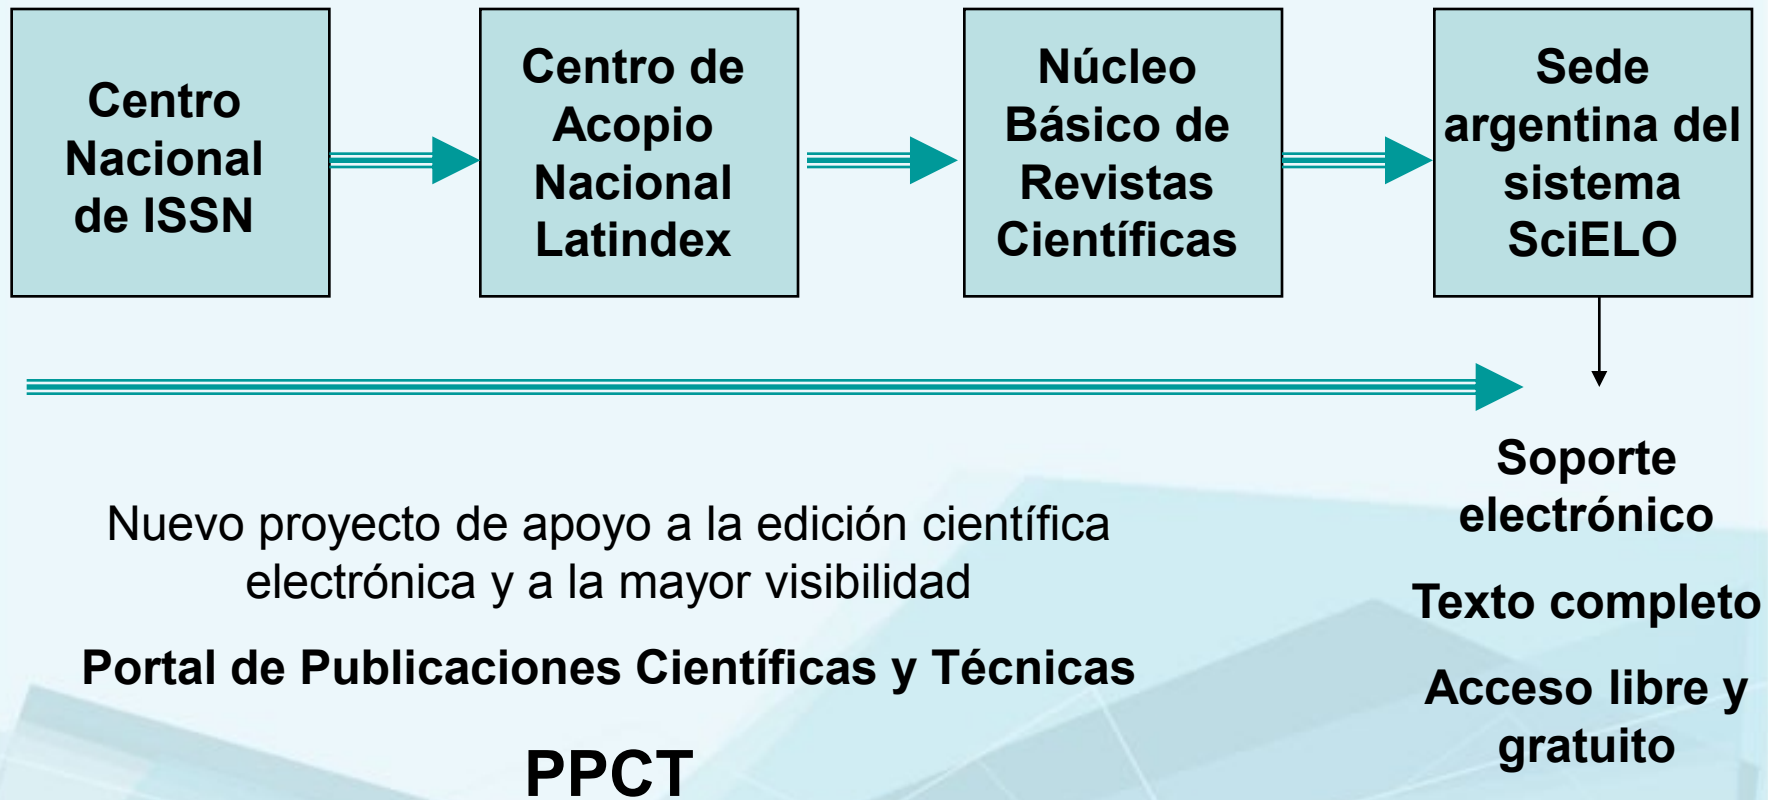 Centro
Nacional
de ISSN
Centro de
Acopio
Nacional
Latindex
Núcleo
Básico de
Revistas
Científicas
Sede
argentina del
sistema
SciELO
Soporte
electrónico
Texto completo
Acceso libre y
gratuito
Nuevo proyecto de apoyo a la edición científica
electrónica y a la mayor visibilidad
Portal de Publicaciones Científicas y Técnicas
PPCT